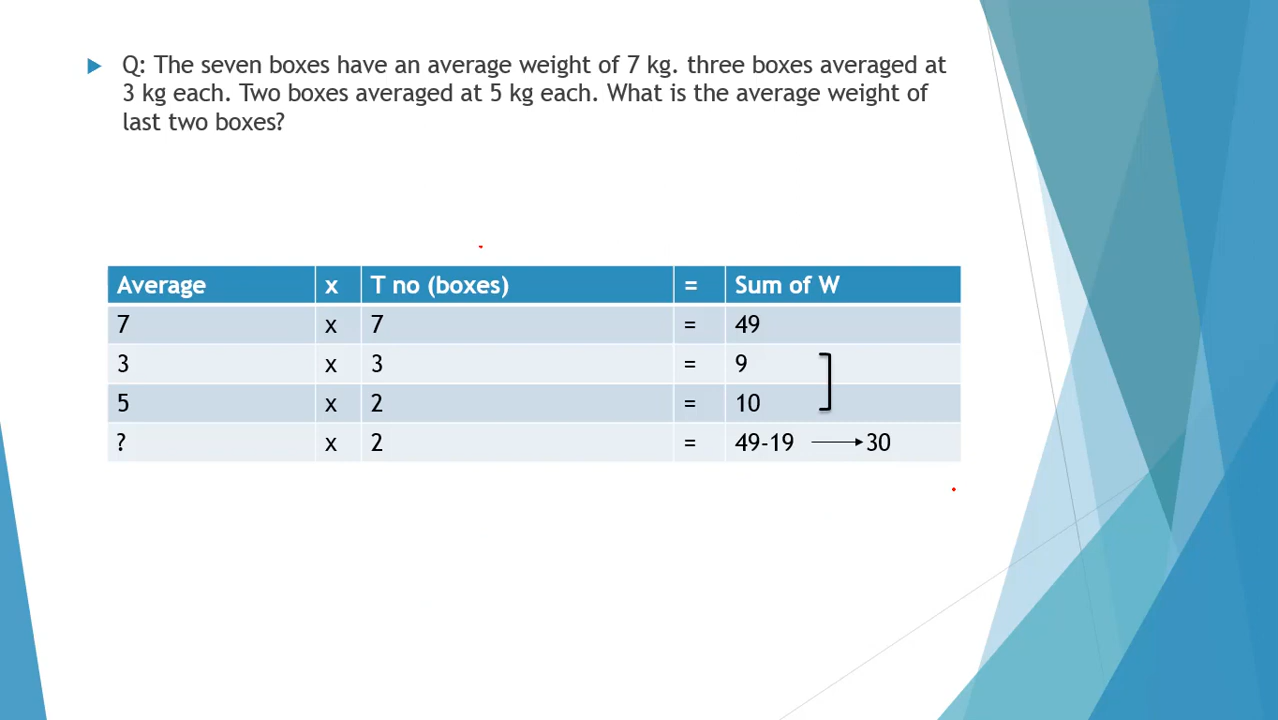 Q: The seven boxes have an average weight of 7 kg. three boxes averaged at
3 kg each. Two boxes averaged at 5 kg each. What is the average weight of
last two boxes?
Average x T no (boxes) = Sum of W
7 x 7 = 49
3 x 3 = 9
5 x 2 = 10
? x 2 = 49-19 → 30